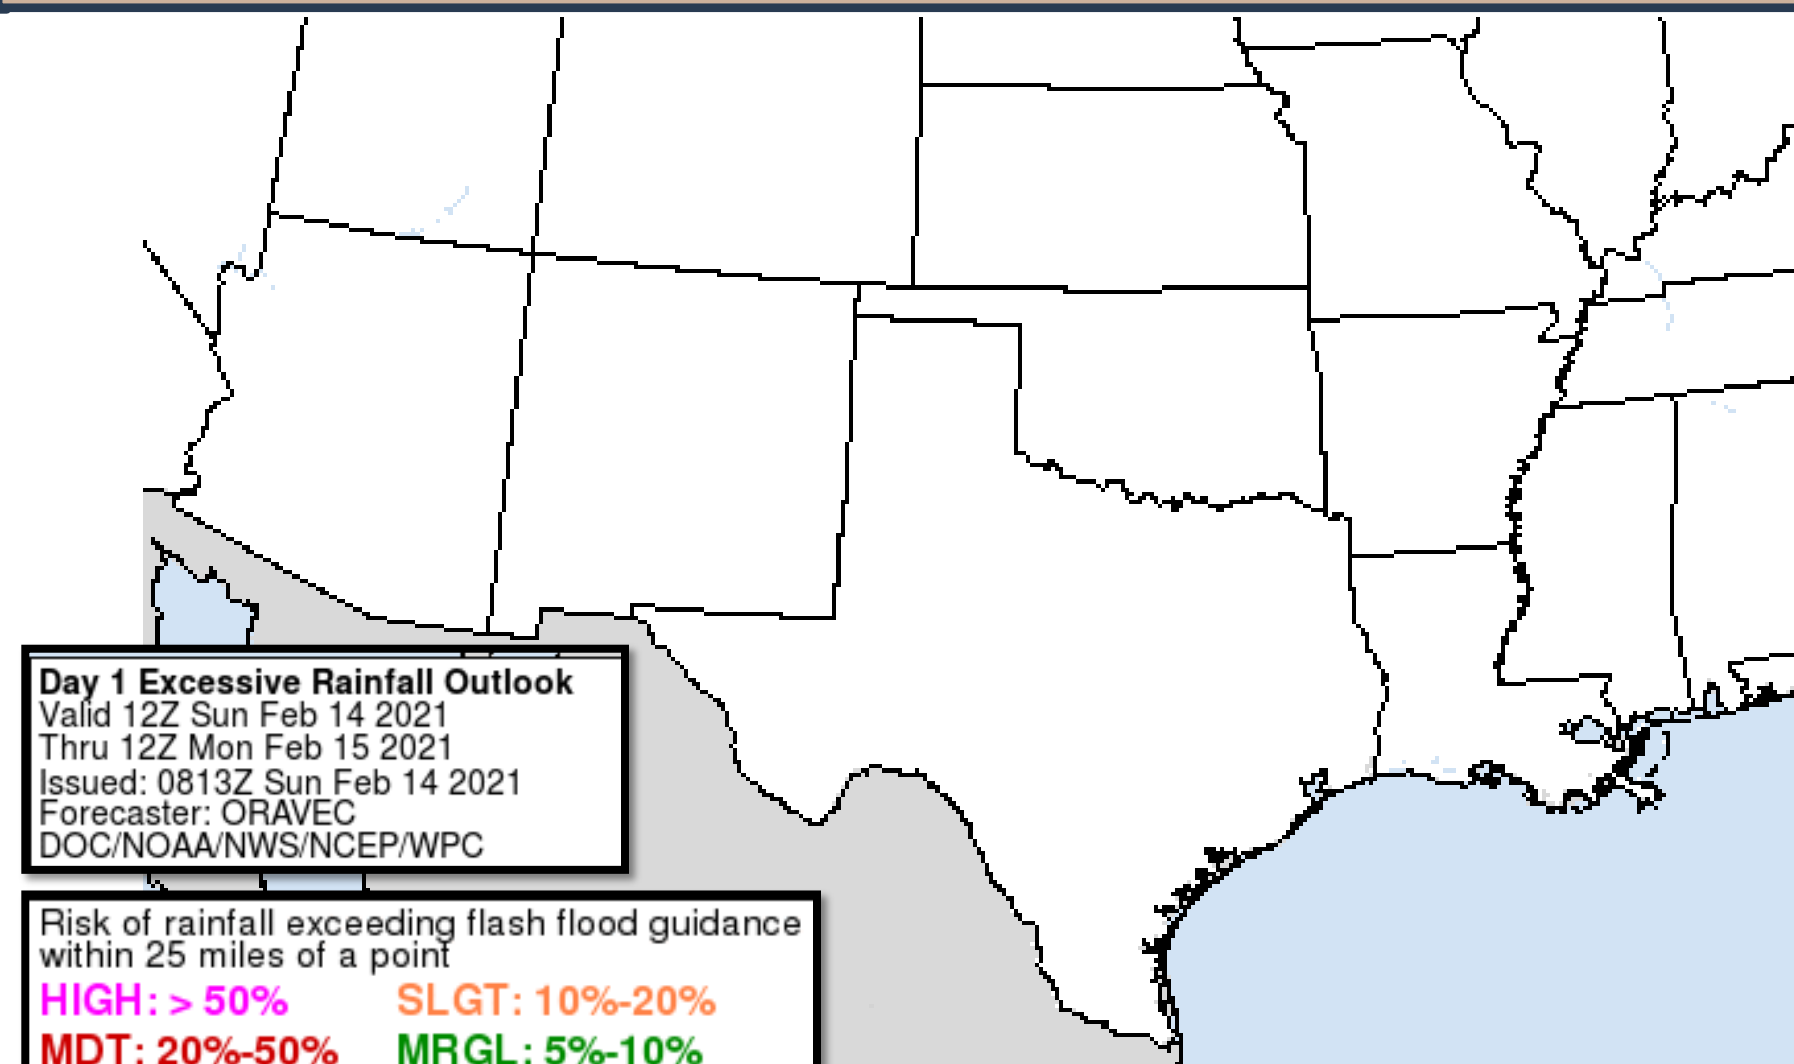 Day 1 Excessive Rainfall Outlook
Valid 12Z Sun Feb 14 2021
Thru 12Z Mon Feb 15 2021
Issued: 0813Z Sun Feb 14 2021
Forecaster: ORAVEC
DOC/NOAA/NWS/NCEP/WPC
Risk of rainfall exceeding flash flood guidance
within 25 miles of a point
HIGH: > 50% SLGT: 10%-20%
MDT: 20%-50% MRGL: 5%-10%